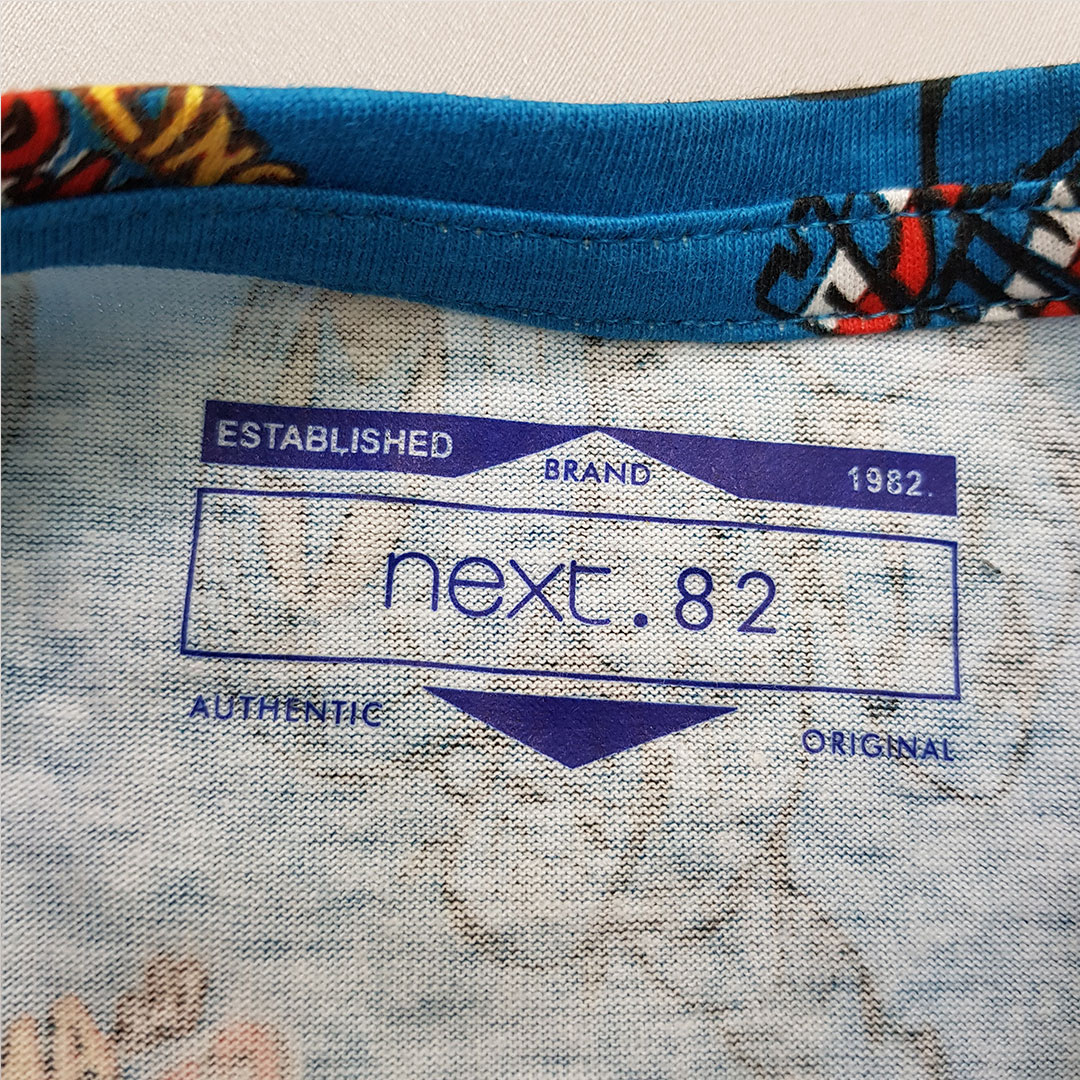 ESTABLISHED
BRAND
1982.
next.82
AUTHENTIC
ORIGINAL